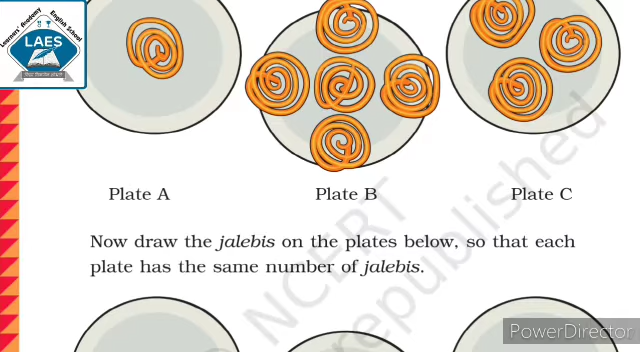 Learners' Academy English School
LAES
Plate A
Plate B
Plate C
Now draw the jalebis on the plates below, so that each
plate has the same number of jalebis.
NCERT
republished
PowerDirector